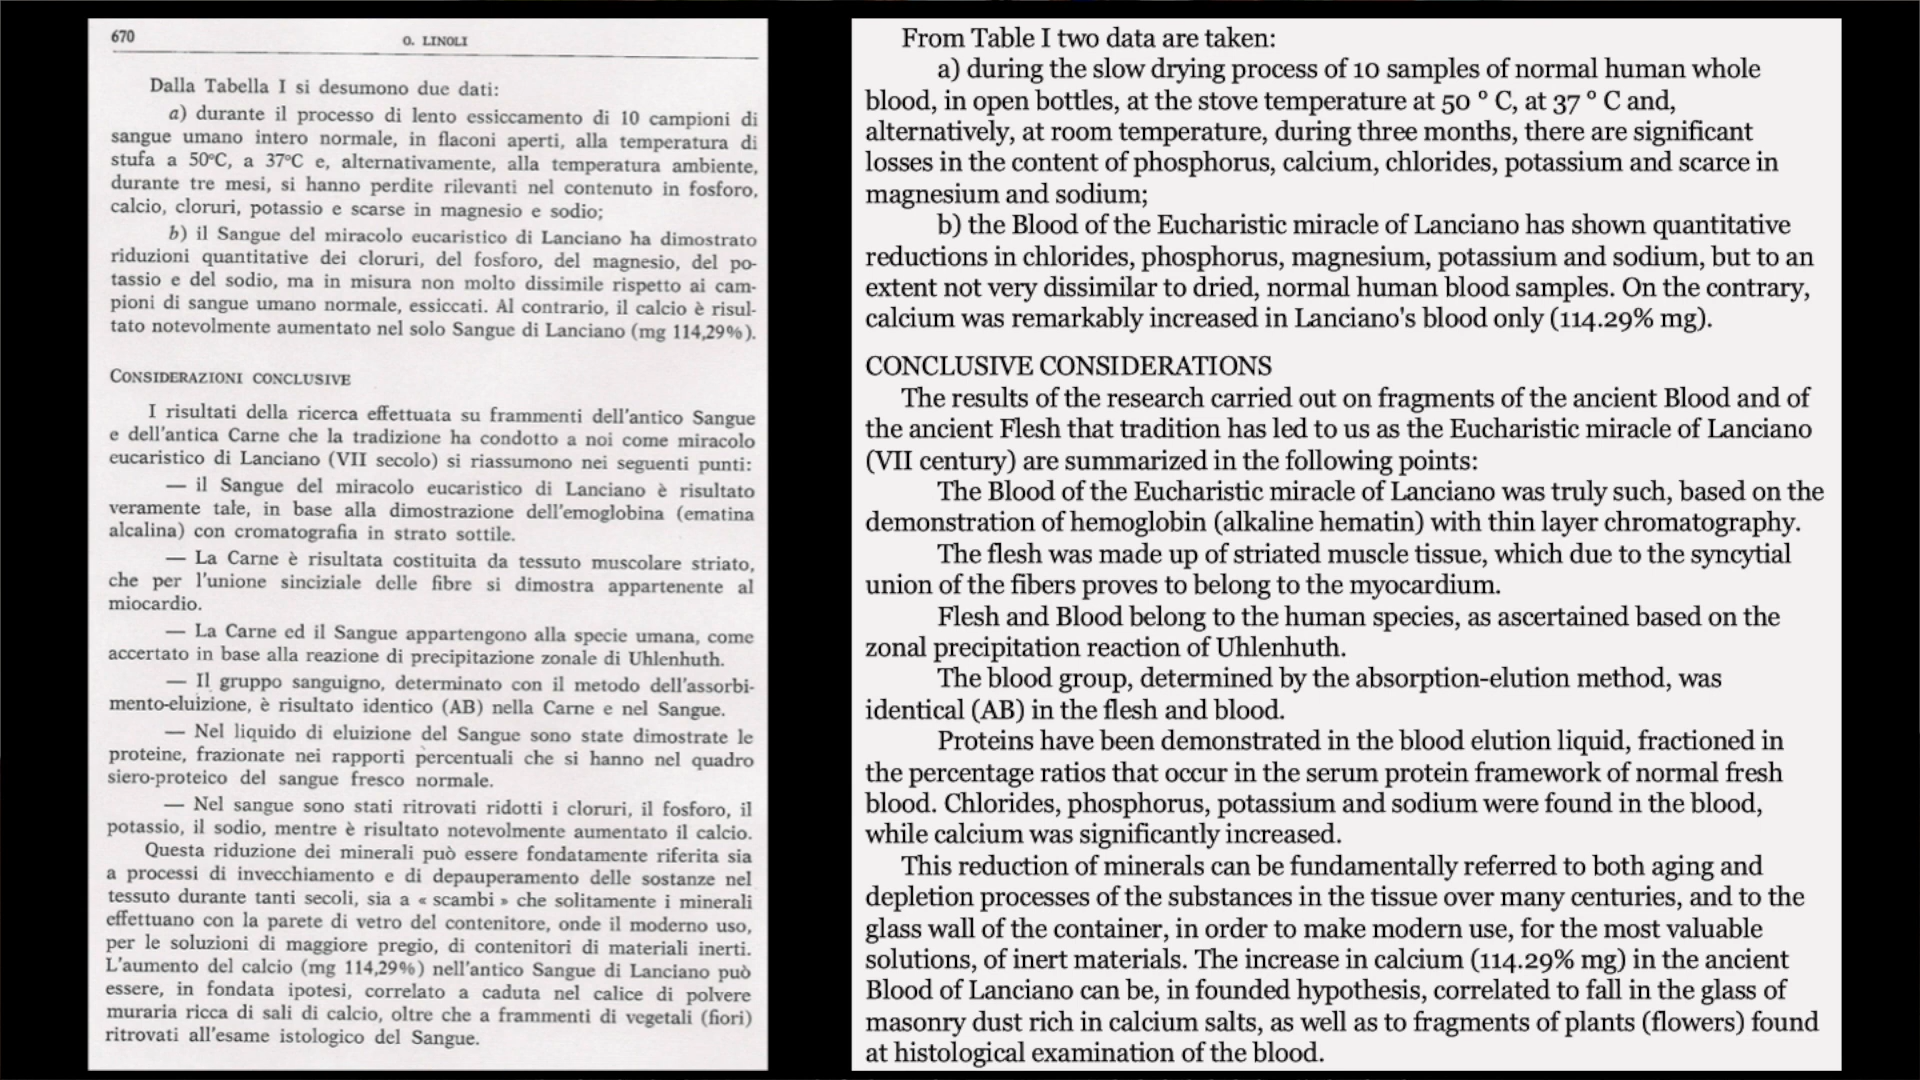 670
O. LINOLI
Dalla Tabella I si desumono due dati:
a) durante il processo di lento essiccamento di 10 campioni di
sangue umano intero normale, in flaconi aperti, alla temperatura di
stufa a 50°C, a 37°C e, alternativamente, alla temperatura ambiente,
durante tre mesi, si hanno perdite rilevanti nel contenuto in fosforo,
calcio, cloruri, potassio e scarse in magnesio e sodio;
b) il Sangue del miracolo eucaristico di Lanciano ha dimostrato
riduzioni quantitative dei cloruri, del fosforo, del magnesio, del po-
tassio e del sodio, ma in misura non molto dissimile rispetto ai cam-
pioni di sangue umano normale, essiccati. Al contrario, il calcio è risul-
tato notevolmente aumentato nel solo Sangue di Lanciano (mg 114,29%).
CONSIDERAZIONI CONCLUSIVE
I risultati della ricerca effettuata su frammenti dell'antico Sangue
e dell'antica Carne che la tradizione ha condotto a noi come miracolo
eucaristico di Lanciano (VII secolo) si riassumono nei seguenti punti:
— il Sangue del miracolo eucaristico di Lanciano è risultato
veramente tale, in base alla dimostrazione dell'emoglobina (ematina
alcalina) con cromatografia in strato sottile.
— La Carne è risultata costituita da tessuto muscolare striato,
che per l'unione sinciziale delle fibre si dimostra appartenente al
miocardio.
— La Carne ed il Sangue appartengono alla specie umana, come
accertato in base alla reazione di precipitazione zonale di Uhlenhuth.
— Il gruppo sanguigno, determinato con il metodo dell'assorbi-
mento-eluizione, è risultato identico (AB) nella Carne e nel Sangue.
— Nel liquido di eluizione del Sangue sono state dimostrate le
proteine, frazionate nei rapporti percentuali che si hanno nel quadro
siero-proteico del sangue fresco normale.
— Nel sangue sono stati ritrovati ridotti i cloruri, il fosforo, il
potassio, il sodio, mentre è risultato notevolmente aumentato il calcio.
Questa riduzione dei minerali può essere fondatamente riferita sia
a processi di invecchiamento e di depauperamento delle sostanze nel
tessuto durante tanti secoli, sia a « scambi » che solitamente i minerali
effettuano con la parete di vetro del contenitore, onde il moderno uso,
per le soluzioni di maggiore pregio, di contenitori di materiali inerti.
L'aumento del calcio (mg 114,29%) nell'antico Sangue di Lanciano può
essere, in fondata ipotesi, correlato a caduta nel calice di polvere
muraria ricca di sali di calcio, oltre che a frammenti di vegetali (fiori)
ritrovati all'esame istologico del Sangue.
From Table I two data are taken:
a) during the slow drying process of 10 samples of normal human whole
blood, in open bottles, at the stove temperature at 50 ° C, at 37 ° C and,
alternatively, at room temperature, during three months, there are significant
losses in the content of phosphorus, calcium, chlorides, potassium and scarce in
magnesium and sodium;
b) the Blood of the Eucharistic miracle of Lanciano has shown quantitative
reductions in chlorides, phosphorus, magnesium, potassium and sodium, but to an
extent not very dissimilar to dried, normal human blood samples. On the contrary,
calcium was remarkably increased in Lanciano's blood only (114.29% mg).
CONCLUSIVE CONSIDERATIONS
The results of the research carried out on fragments of the ancient Blood and of
the ancient Flesh that tradition has led to us as the Eucharistic miracle of Lanciano
(VII century) are summarized in the following points:
The Blood of the Eucharistic miracle of Lanciano was truly such, based on the
demonstration of hemoglobin (alkaline hematin) with thin layer chromatography.
The flesh was made up of striated muscle tissue, which due to the syncytial
union of the fibers proves to belong to the myocardium.
Flesh and Blood belong to the human species, as ascertained based on the
zonal precipitation reaction of Uhlenhuth.
The blood group, determined by the absorption-elution method, was
identical (AB) in the flesh and blood.
Proteins have been demonstrated in the blood elution liquid, fractioned in
the percentage ratios that occur in the serum protein framework of normal fresh
blood. Chlorides, phosphorus, potassium and sodium were found in the blood,
while calcium was significantly increased.
This reduction of minerals can be fundamentally referred to both aging and
depletion processes of the substances in the tissue over many centuries, and to the
glass wall of the container, in order to make modern use, for the most valuable
solutions, of inert materials. The increase in calcium (114.29% mg) in the ancient
Blood of Lanciano can be, in founded hypothesis, correlated to fall in the glass of
masonry dust rich in calcium salts, as well as to fragments of plants (flowers) found
at histological examination of the blood.